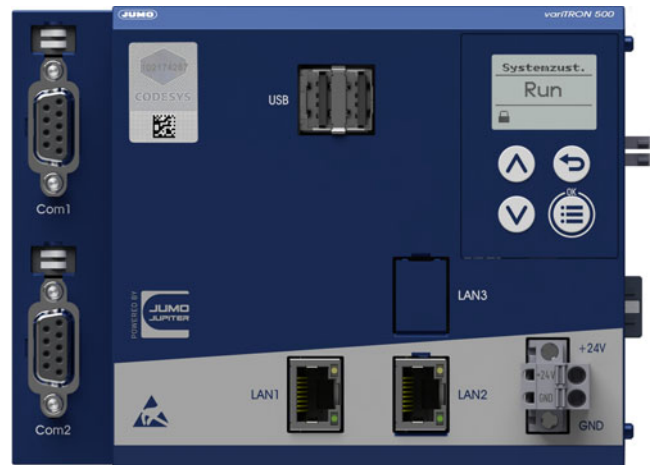 JUMO
variTRON 500
CODESYS
USB
Systemzust.
Run
OK
Com1
LAN3
POWERED BY
JUMO
JUPITER
+24V
LAN1
LAN2
+24V
GND
GND
Com2